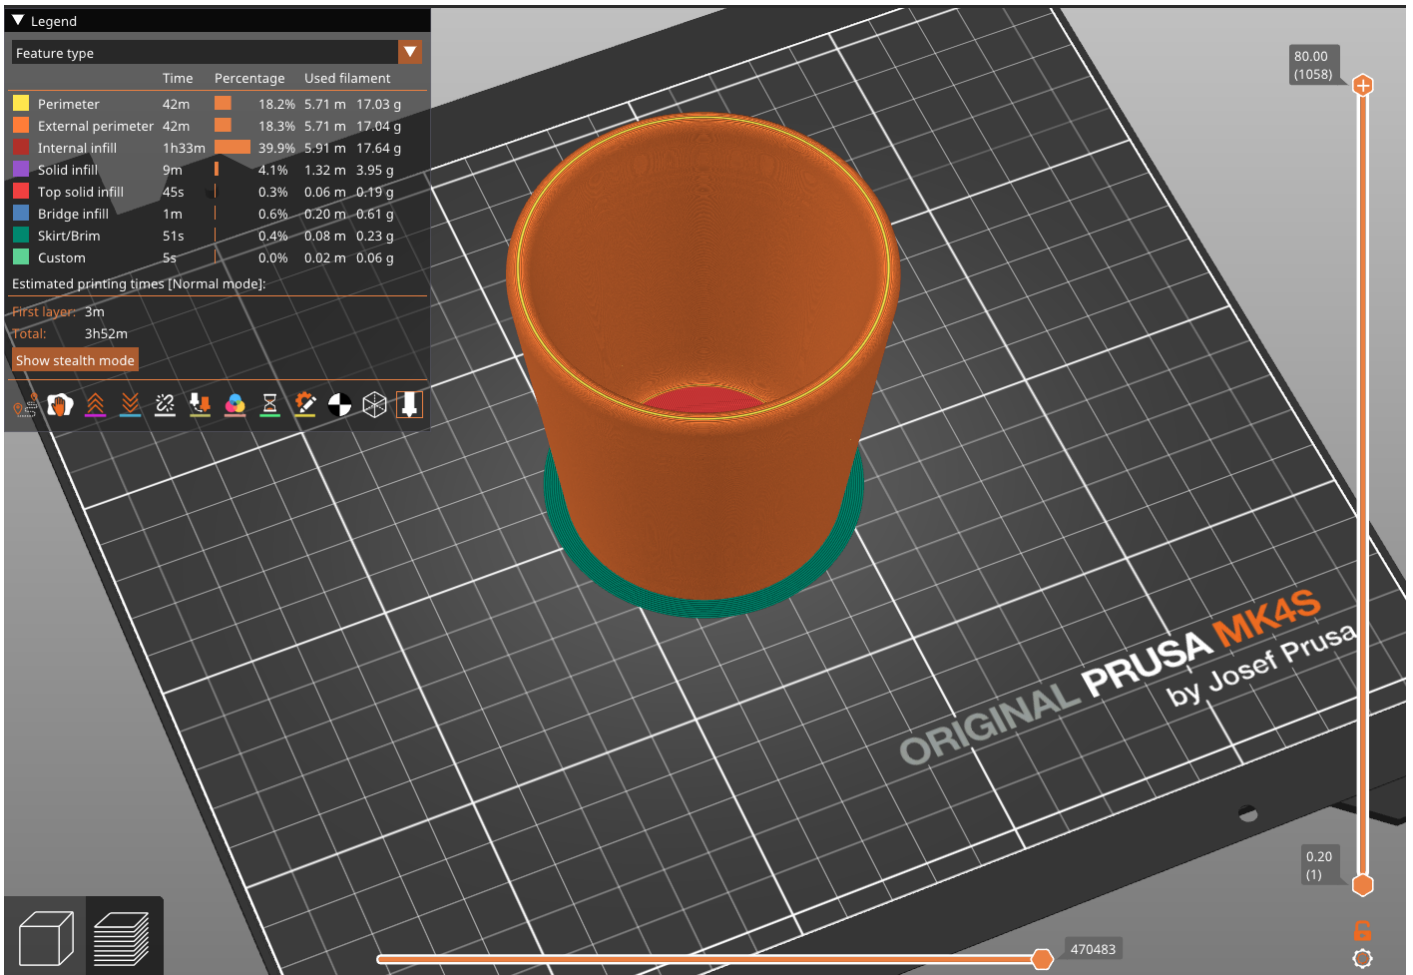 Legend
Feature type
Time Percentage Used filament
Perimeter 42m 18.2% 5.71 m 17.03 g
External perimeter 42m 18.3% 5.71 m 17.04 g
Internal infill 1h33m 39.9% 5.91 m 17.64 g
Solid infill 9m 4.1% 1.32 m 3.95 g
Top solid infill 45s 0.3% 0.06 m 0.19 g
Bridge infill 1m 0.6% 0.20 m 0.61 g
Skirt/Brim 51s 0.4% 0.08 m 0.23 g
Custom 5s 0.0% 0.02 m 0.06 g
Estimated printing times [Normal mode]:
First layer: 3m
Total: 3h52m
Show stealth mode
80.00
(1058)
ORIGINAL PRUSA MK4S
by Josef Prusa
0.20
(1)
470483